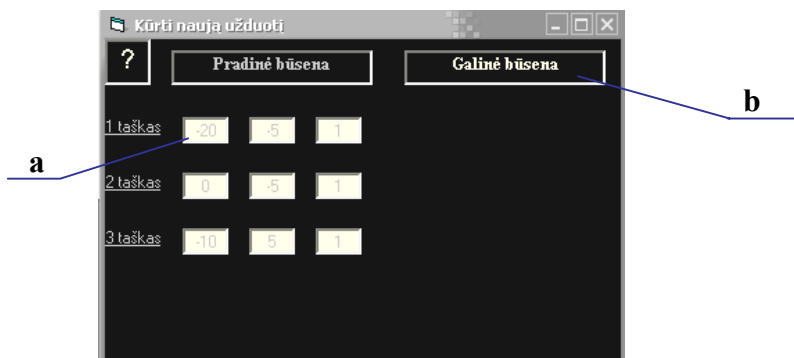 Kūrti naują užduotį
? Pradinė būsena Galinė būsena
b
1 taškas -20 -5 1
a
2 taškas 0 -5 1
3 taškas -10 5 1